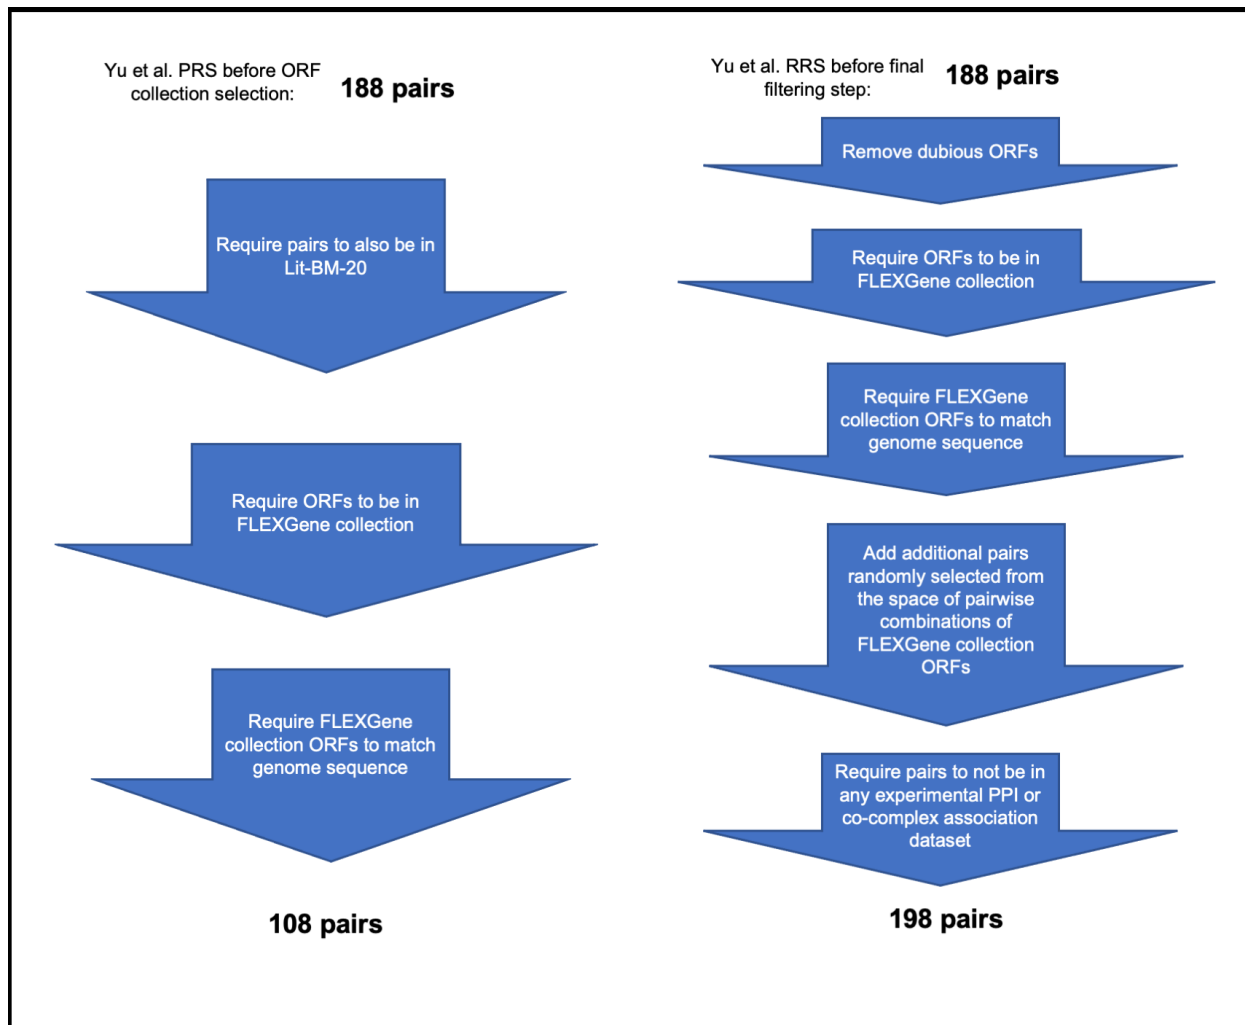 Yu et al. PRS before ORF
collection selection:
188 pairs
Require pairs to also be in
Lit-BM-20
Require ORFs to be in
FLEXGene collection
Require FLEXGene
collection ORFs to match
genome sequence
108 pairs
Yu et al. RRS before final
filtering step:
188 pairs
Remove dubious ORFs
Require ORFs to be in
FLEXGene collection
Require FLEXGene
collection ORFs to match
genome sequence
Add additional pairs
randomly selected from
the space of pairwise
combinations of
FLEXGene collection
ORFs
Require pairs to not be in
any experimental PPI or
co-complex association
dataset
198 pairs